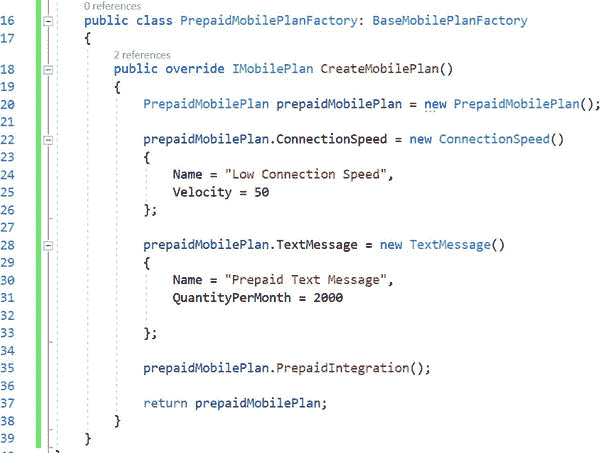 0 references
16 public class PrepaidMobilePlanFactory: BaseMobilePlanFactory
17 {
2 references
18 public override IMobilePlan CreateMobilePlan()
19 {
20 PrepaidMobilePlan prepaidMobilePlan = new PrepaidMobilePlan();
21
22 prepaidMobilePlan.ConnectionSpeed = new ConnectionSpeed()
23 {
24 Name = "Low Connection Speed",
25 Velocity = 50
26 };
27
28 prepaidMobilePlan.TextMessage = new TextMessage()
29 {
30 Name = "Prepaid Text Message",
31 QuantityPerMonth = 2000
32
33 };
34
35 prepaidMobilePlan.PrepaidIntegration();
36
37 return prepaidMobilePlan;
38 }
39 }